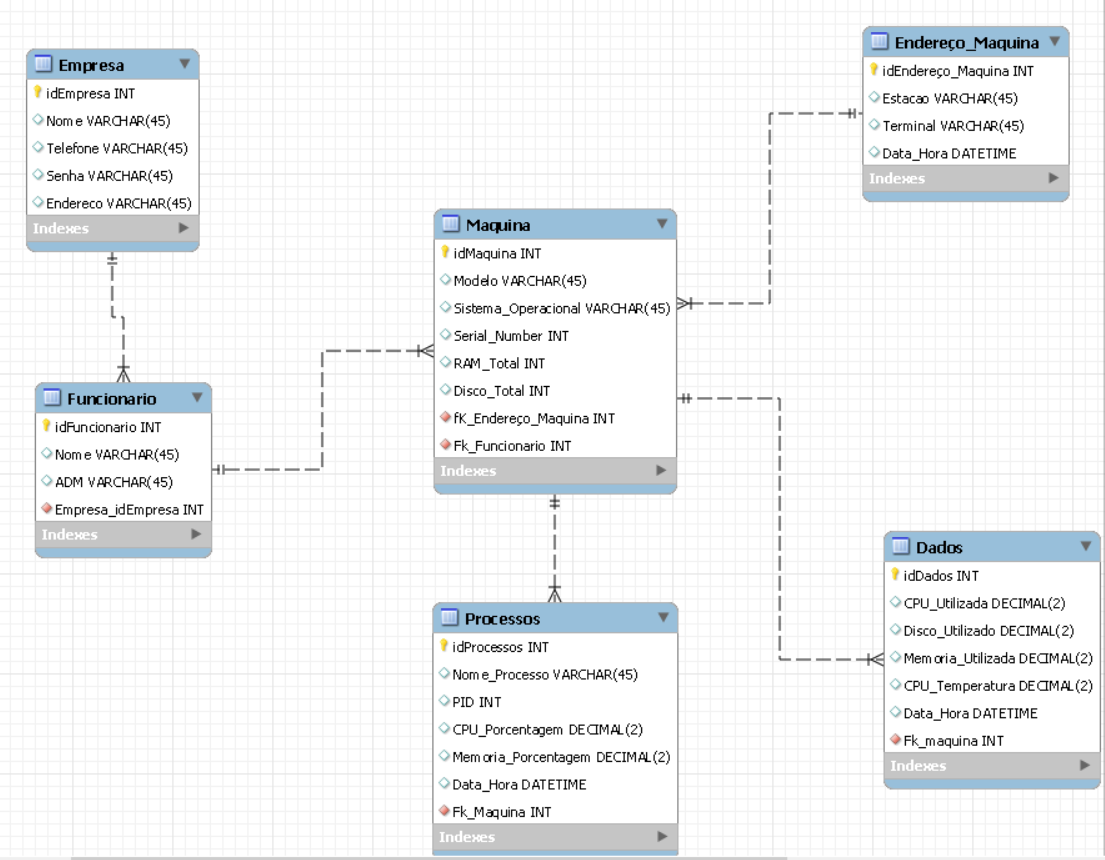 Empresa
idEmpresa INT
Nome VARCHAR(45)
Telefone VARCHAR(45)
Senha VARCHAR(45)
Endereco VARCHAR(45)
Indexes
Funcionario
idFuncionario INT
Nome VARCHAR(45)
ADM VARCHAR(45)
Empresa_idEmpresa INT
Indexes
Maquina
idMaquina INT
Modelo VARCHAR(45)
Sistema_Operacional VARCHAR(45)
Serial_Number INT
RAM_Total INT
Disco_Total INT
fK_Endereço_Maquina INT
Fk_Funcionario INT
Indexes
Processos
idProcessos INT
Nome_Processo VARCHAR(45)
PID INT
CPU_Porcentagem DECIMAL(2)
Memoria_Porcentagem DECIMAL(2)
Data_Hora DATETIME
Fk_Maquina INT
Indexes
Endereço_Maquina
idEndereço_Maquina INT
Estacao VARCHAR(45)
Terminal VARCHAR(45)
Data_Hora DATETIME
Indexes
Dados
idDados INT
CPU_Utilizada DECIMAL(2)
Disco_Utilizado DECIMAL(2)
Memoria_Utilizada DECIMAL(2)
CPU_Temperatura DECIMAL(2)
Data_Hora DATETIME
Fk_maquina INT
Indexes